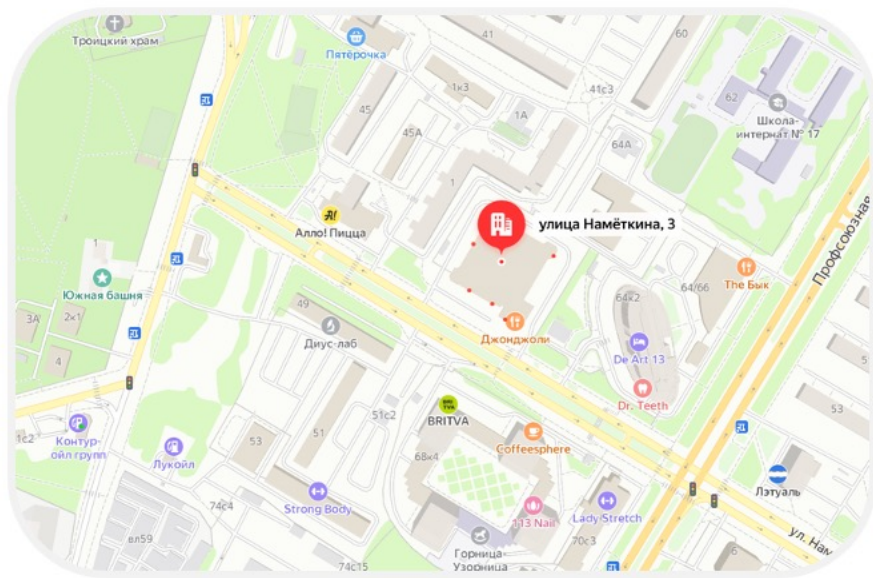 Троицкий храм
41
60
Пятёрочка
1к3
41с3
62
45
1А
Школа-
интернат № 17
45А
64А
1
Алло! Пицца
улица Намёткина, 3
Профсоюзная
1
The Бык
Южная башня
49
64к2
64/66
3А
2к1
Диус-лаб
Джонджоли
De Art 13
4
5
Dr. Teeth
51с2
BRITVA
53
1с2
Контур-
ойл групп
53
51
Coffeesphere
Лукойл
68к4
Лэтуаль
Strong Body
74с4
113 Nail
Lady Stretch
вл59
ул. Нам
Горница-
Узорница
70с3
6
74с15